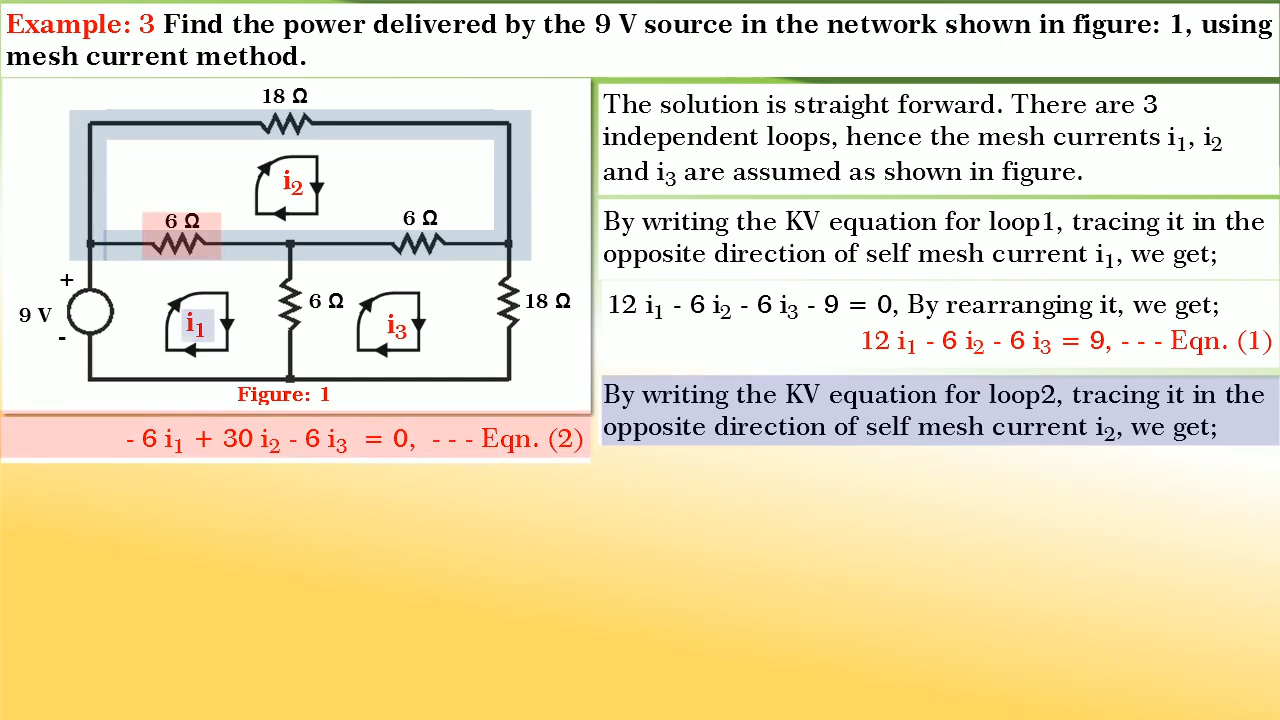 Example: 3 Find the power delivered by the 9 V source in the network shown in figure: 1, using
mesh current method.
18 Ω
i₂
6 Ω
6 Ω
+
9 V
-
i₁
6 Ω
i₃
18 Ω
Figure: 1
- 6 i₁ + 30 i₂ - 6 i₃ = 0, - - - Eqn. (2)
The solution is straight forward. There are 3
independent loops, hence the mesh currents i₁, i₂
and i₃ are assumed as shown in figure.
By writing the KV equation for loop1, tracing it in the
opposite direction of self mesh current i₁, we get;
12 i₁ - 6 i₂ - 6 i₃ - 9 = 0, By rearranging it, we get;
12 i₁ - 6 i₂ - 6 i₃ = 9, - - - Eqn. (1)
By writing the KV equation for loop2, tracing it in the
opposite direction of self mesh current i₂, we get;